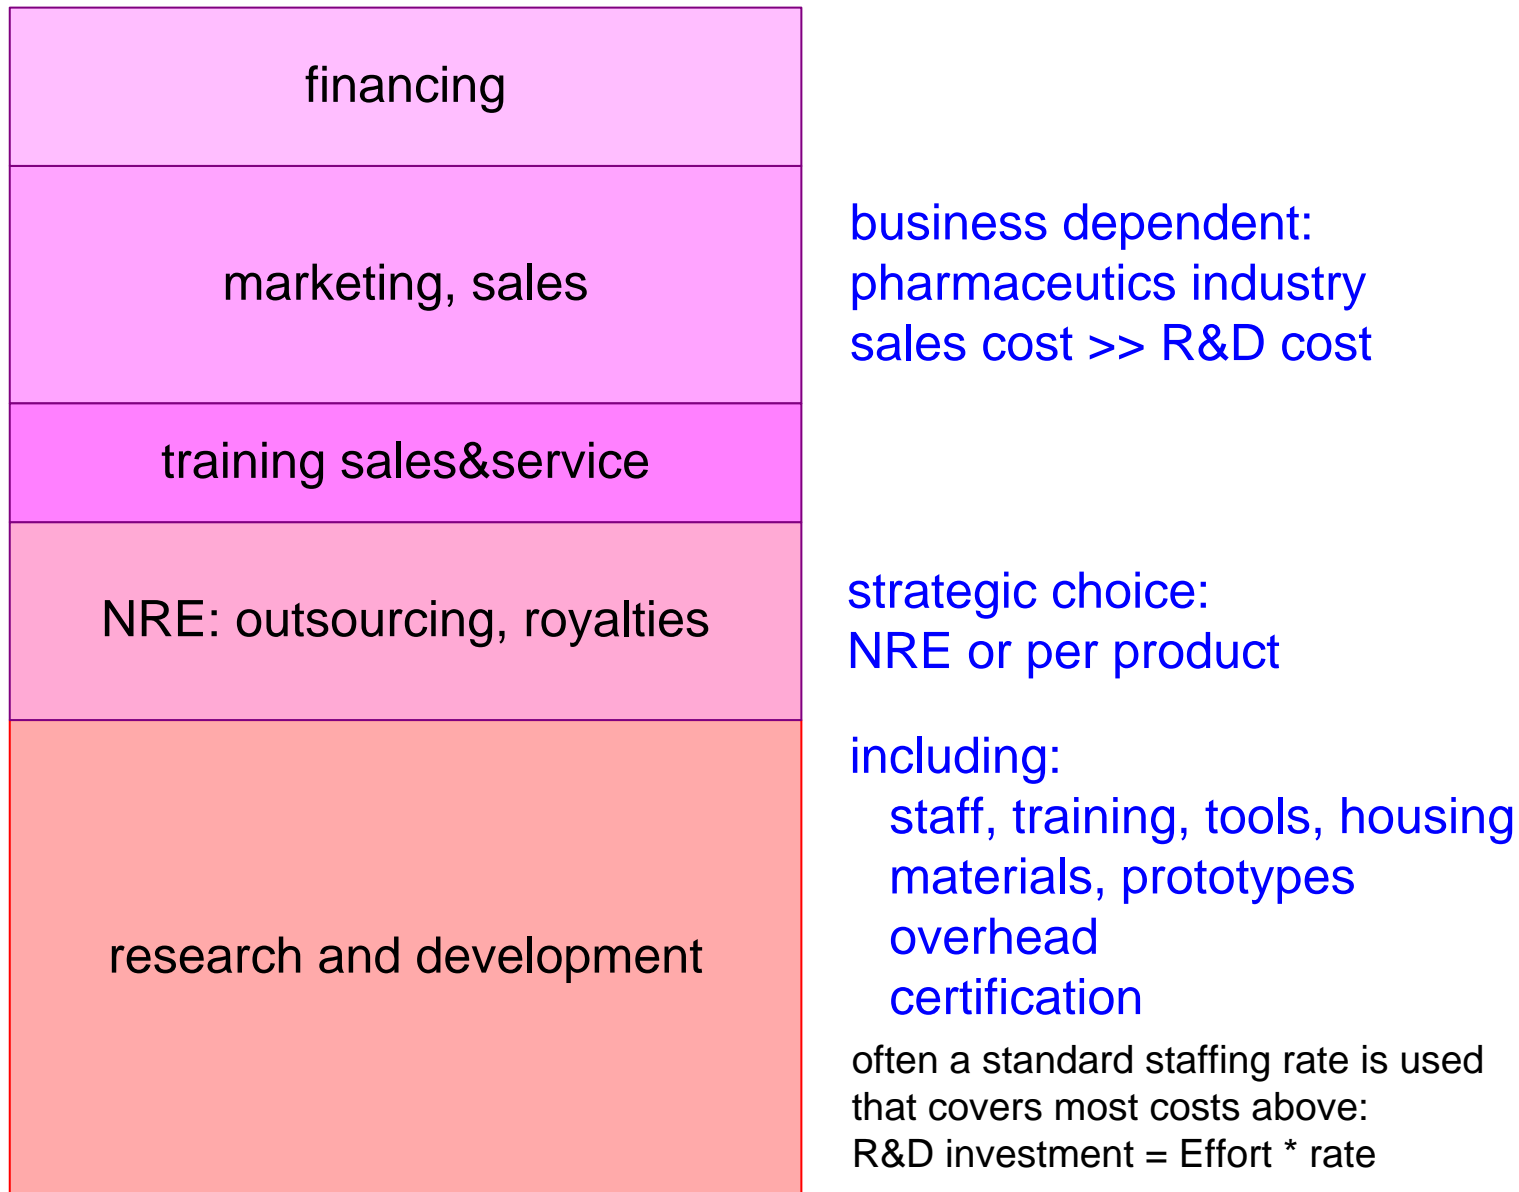 financing
marketing, sales
business dependent:
pharmaceutics industry
sales cost >> R&D cost
training sales&service
NRE: outsourcing, royalties
strategic choice:
NRE or per product
research and development
including:
staff, training, tools, housing
materials, prototypes
overhead
certification
often a standard staffing rate is used
that covers most costs above:
R&D investment = Effort * rate